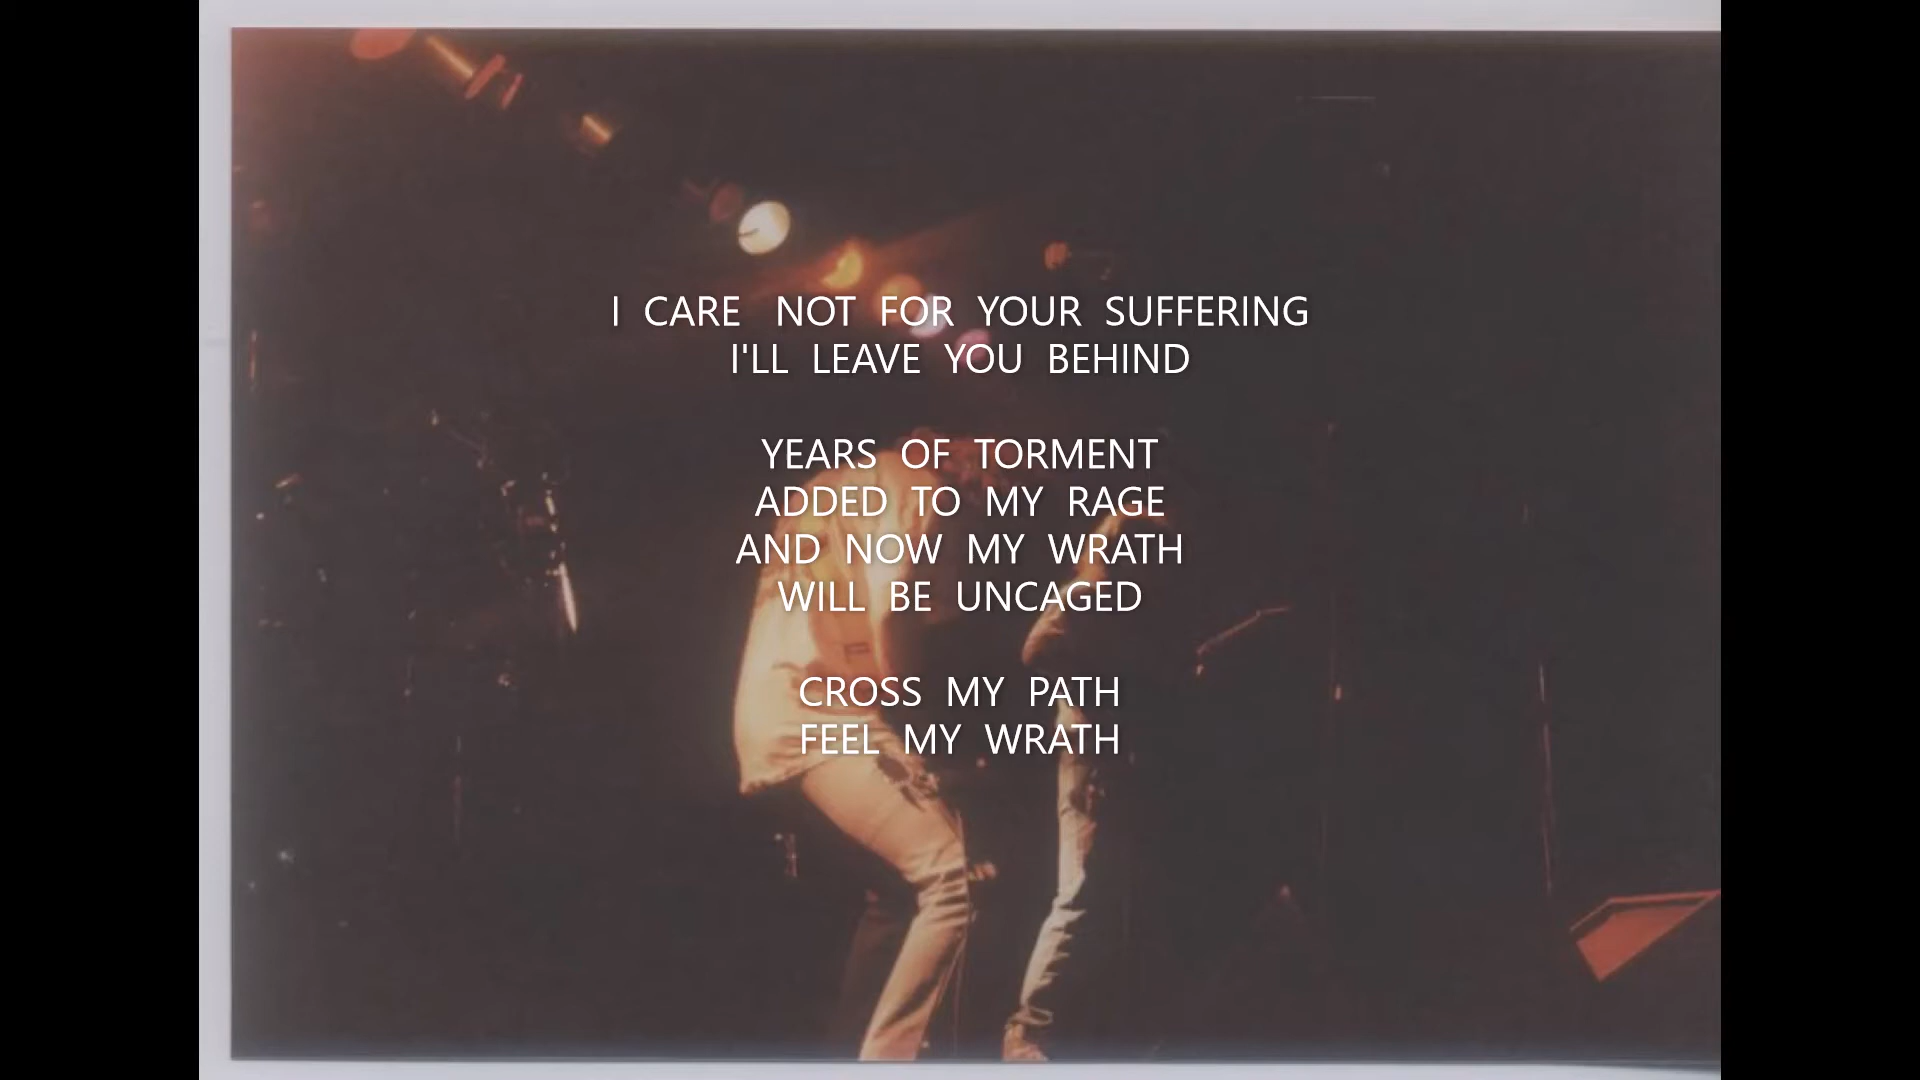 I CARE NOT FOR YOUR SUFFERING
I'LL LEAVE YOU BEHIND
YEARS OF TORMENT
ADDED TO MY RAGE
AND NOW MY WRATH
WILL BE UNCAGED
CROSS MY PATH
FEEL MY WRATH